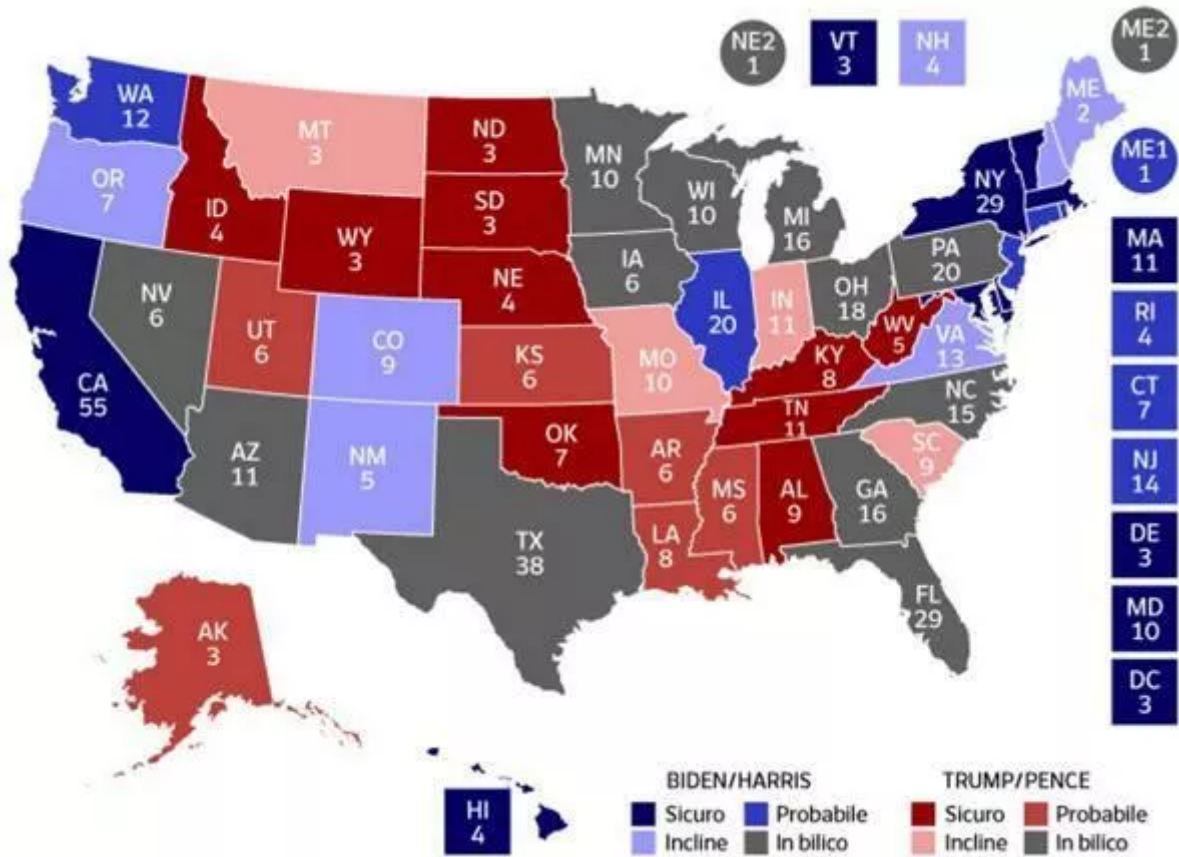 NE2
1
VT
3
NH
4
ME2
1
WA
12
MT
3
ND
3
MN
10
ME
2
OR
7
ID
4
WY
3
SD
3
WI
10
MI
16
NY
29
ME1
1
NV
6
UT
6
CO
9
NE
4
IA
6
IL
20
IN
11
OH
18
PA
20
WV
5
VA
13
MA
11
CA
55
KS
6
MO
10
KY
8
NC
15
RI
4
AZ
11
NM
5
OK
7
AR
6
TN
11
SC
9
CT
7
TX
38
LA
8
MS
6
AL
9
GA
16
NJ
14
FL
29
DE
3
MD
10
DC
3
AK
3
HI
4
BIDEN/HARRIS
Sicuro
Probabile
Incline
In bilico
TRUMP/PENCE
Sicuro
Probabile
Incline
In bilico